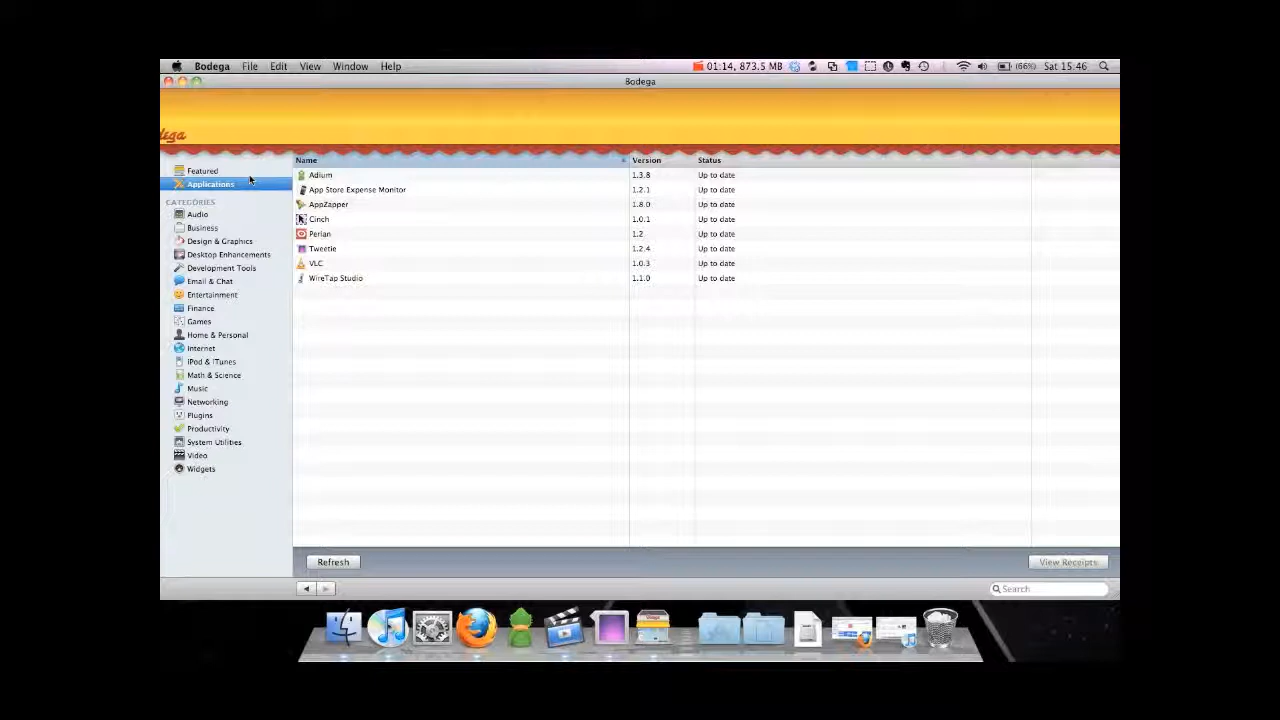 Bodega File Edit View Window Help 01:14, 873.5 MB (66%) Sat 15:46
Bodega
dega
Name Version Status
Featured
Applications
CATEGORIES
Audio
Business
Design & Graphics
Desktop Enhancements
Development Tools
Email & Chat
Entertainment
Finance
Games
Home & Personal
Internet
iPod & iTunes
Math & Science
Music
Networking
Plugins
Productivity
System Utilities
Video
Widgets
Adium 1.3.8 Up to date
App Store Expense Monitor 1.2.1 Up to date
AppZapper 1.8.0 Up to date
Cinch 1.0.1 Up to date
Perian 1.2 Up to date
Tweetie 1.2.4 Up to date
VLC 1.0.3 Up to date
WireTap Studio 1.1.0 Up to date
Refresh View Receipts
Search